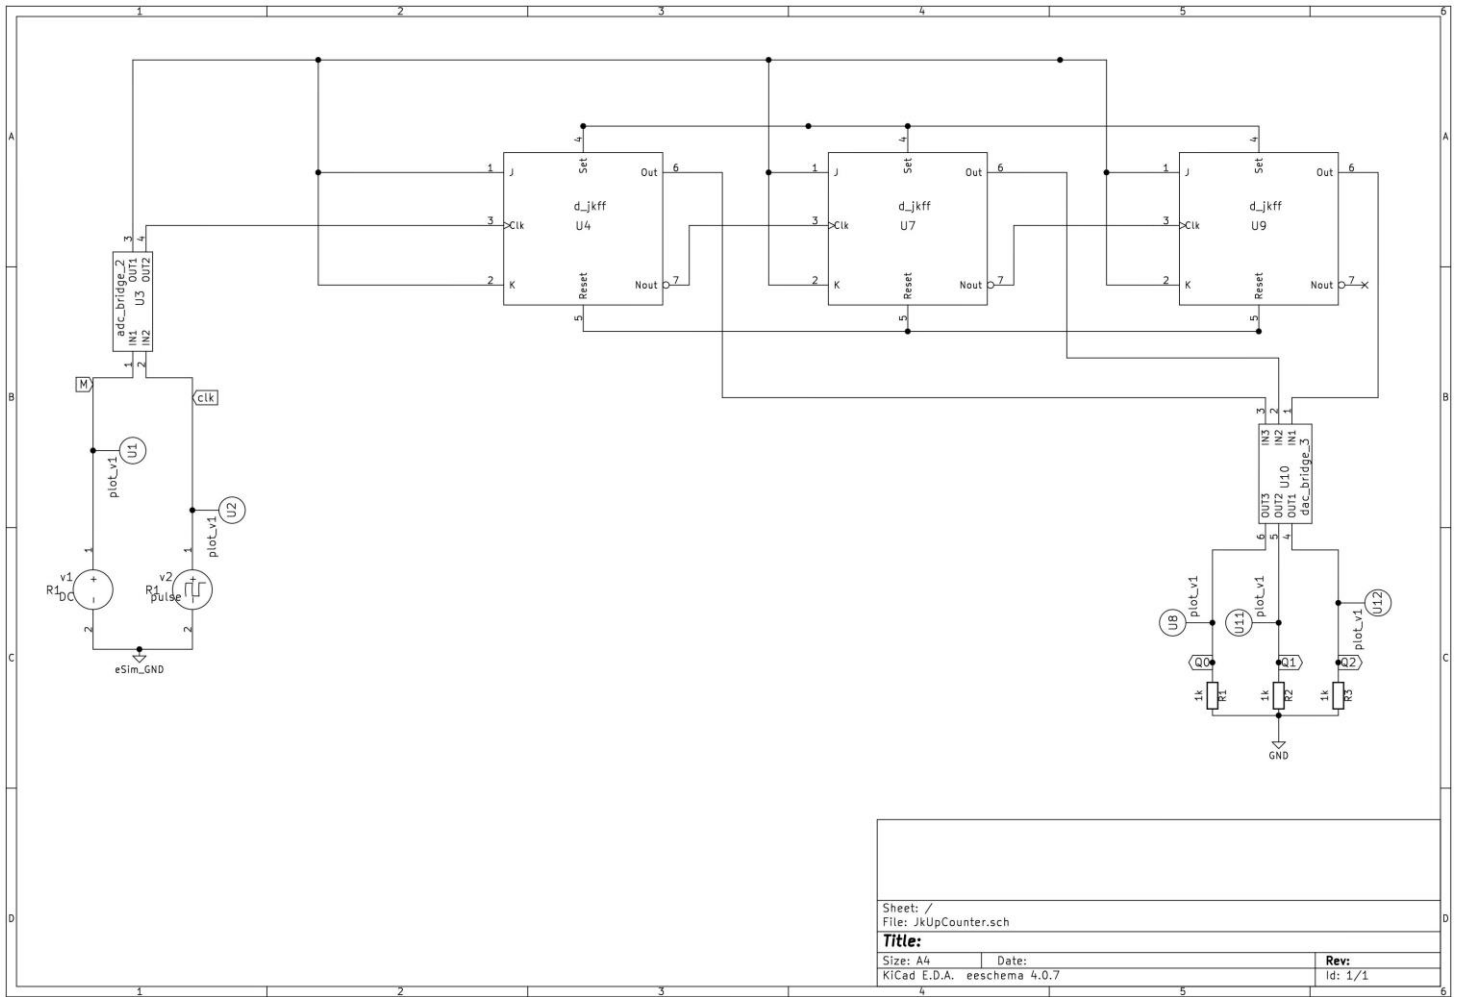 1 2 3 4 5 6
A A
4 4 4
1 J Set Out 6 1 J Set Out 6 1 J Set Out 6
d_jkff d_jkff d_jkff
3 Clk U4 3 Clk U7 3 Clk U9
2 K Reset Nout 7 2 K Reset Nout 7 2 K Reset Nout 7
5 5 5
3 4
OUT1 OUT2
adc_bridge_2 U3
IN1 IN2
1 2
M clk
B B
U1
plot_v1
U2
plot_v1
3 2 1
IN3 IN2 IN1
U10 dac_bridge_3
OUT3 OUT2 OUT1
6 5 4
1 1
v1 v2
R1 + R1 +
DC pulse
- -
2 2
eSim_GND
plot_v1 plot_v1
U8 U11 U12
plot_v1
C C
Q0 Q1 Q2
1k R1 1k R2 1k R3
GND
D D
Sheet: /
File: JkUpCounter.sch
Title:
Size: A4 Date: Rev:
KiCad E.D.A. eeschema 4.0.7 Id: 1/1
1 2 3 4 5 6